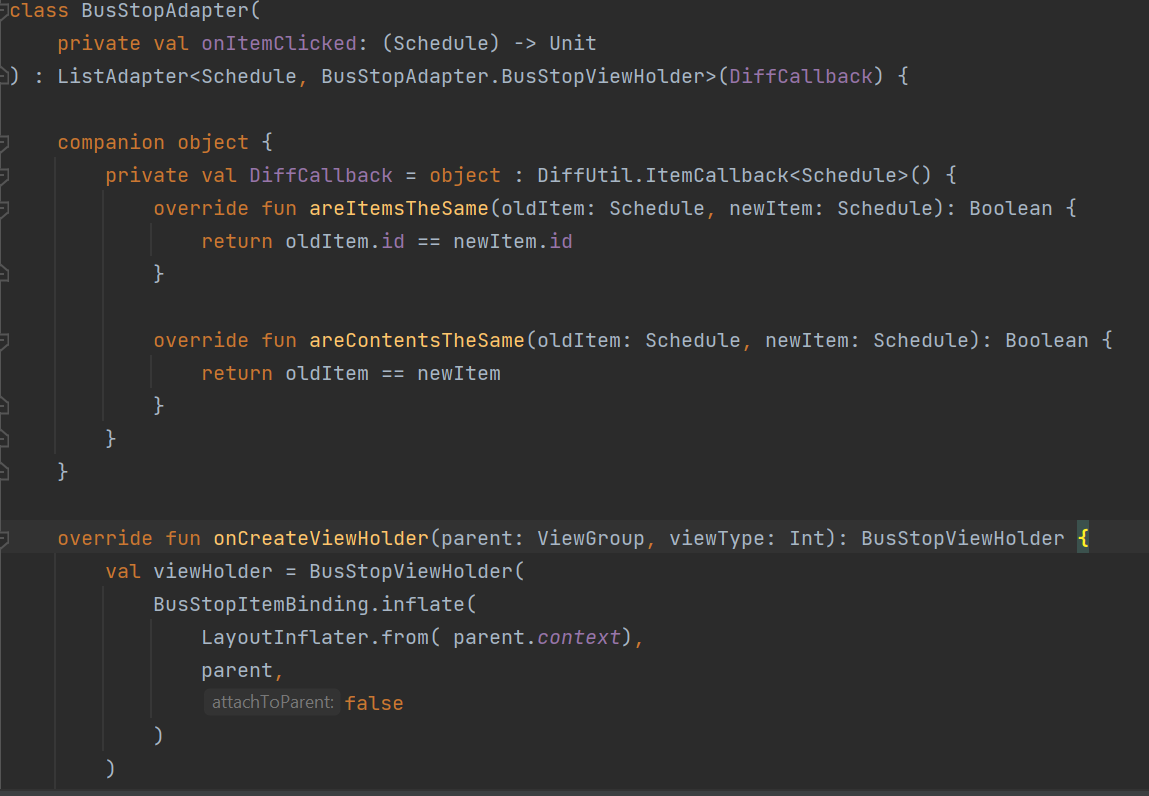 class BusStopAdapter(
    private val onItemClicked: (Schedule) -> Unit
) : ListAdapter<Schedule, BusStopAdapter.BusStopViewHolder>(DiffCallback) {
    companion object {
        private val DiffCallback = object : DiffUtil.ItemCallback<Schedule>() {
            override fun areItemsTheSame(oldItem: Schedule, newItem: Schedule): Boolean {
                return oldItem.id == newItem.id
            }
            override fun areContentsTheSame(oldItem: Schedule, newItem: Schedule): Boolean {
                return oldItem == newItem
            }
        }
    }
    override fun onCreateViewHolder(parent: ViewGroup, viewType: Int): BusStopViewHolder {
        val viewHolder = BusStopViewHolder(
            BusStopItemBinding.inflate(
                LayoutInflater.from( parent.context),
                parent,
                attachToParent: false
            )
        )